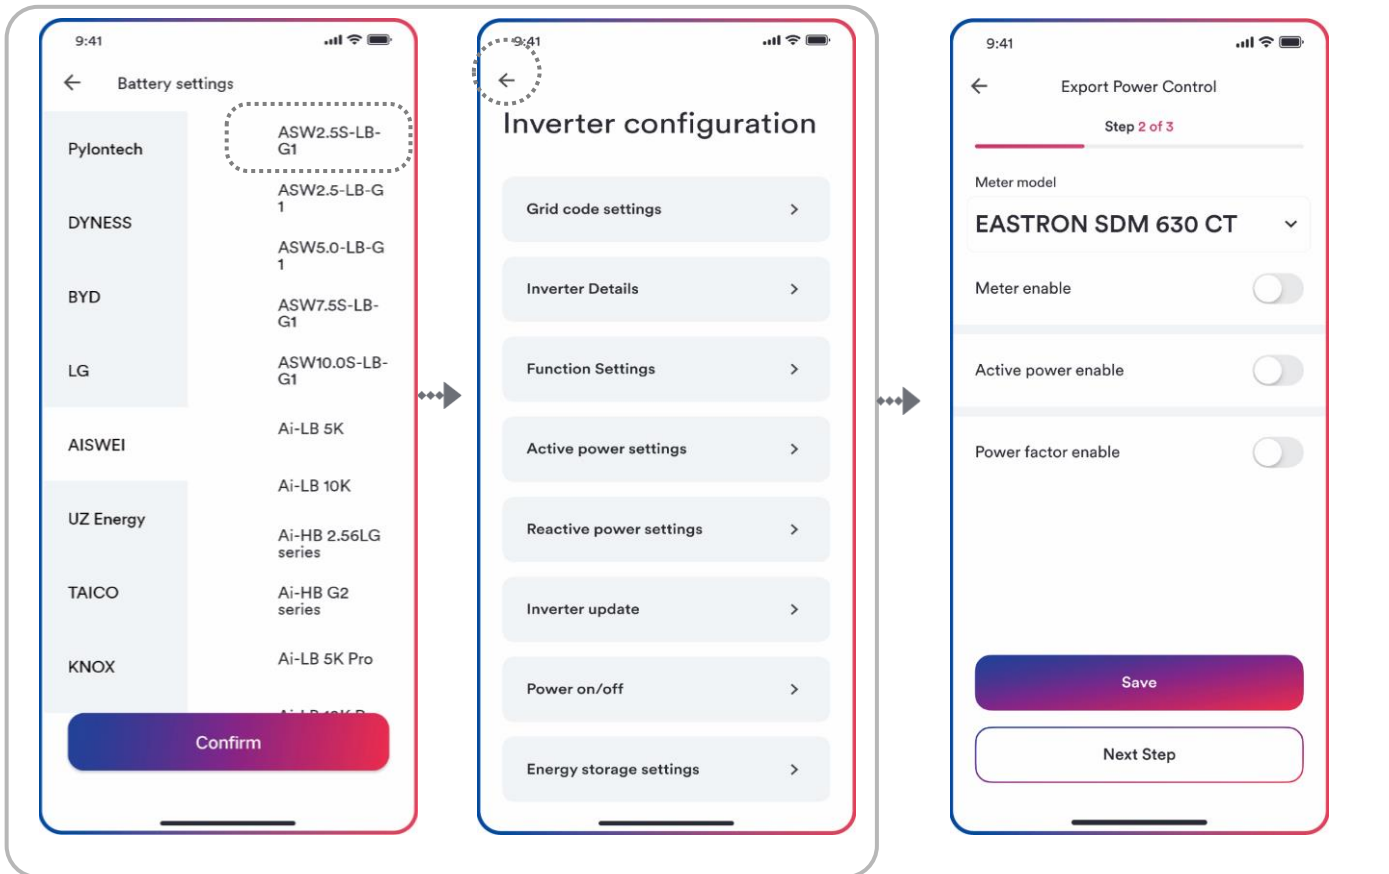 9:41
Battery settings
Pylontech
DYNESS
BYD
LG
AISWEI
UZ Energy
TAICO
KNOX
ASW2.5S-LB-
G1
ASW2.5-LB-G
1
ASW5.0-LB-G
1
ASW7.5S-LB-
G1
ASW10.0S-LB-
G1
Ai-LB 5K
Ai-LB 10K
Ai-HB 2.56LG
series
Ai-HB G2
series
Ai-LB 5K Pro
Confirm
9:41
Inverter configuration
Grid code settings
Inverter Details
Function Settings
Active power settings
Reactive power settings
Inverter update
Power on/off
Energy storage settings
9:41
Export Power Control
Step 2 of 3
Meter model
EASTRON SDM 630 CT
Meter enable
Active power enable
Power factor enable
Save
Next Step